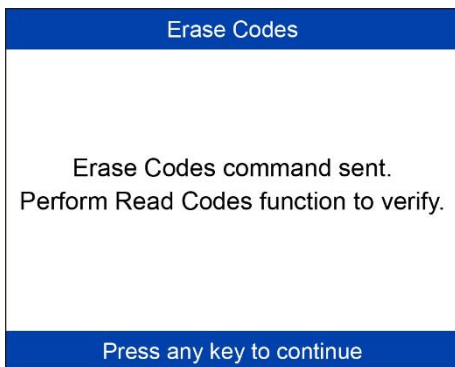 Erase Codes
Erase Codes command sent.
Perform Read Codes function to verify.
Press any key to continue